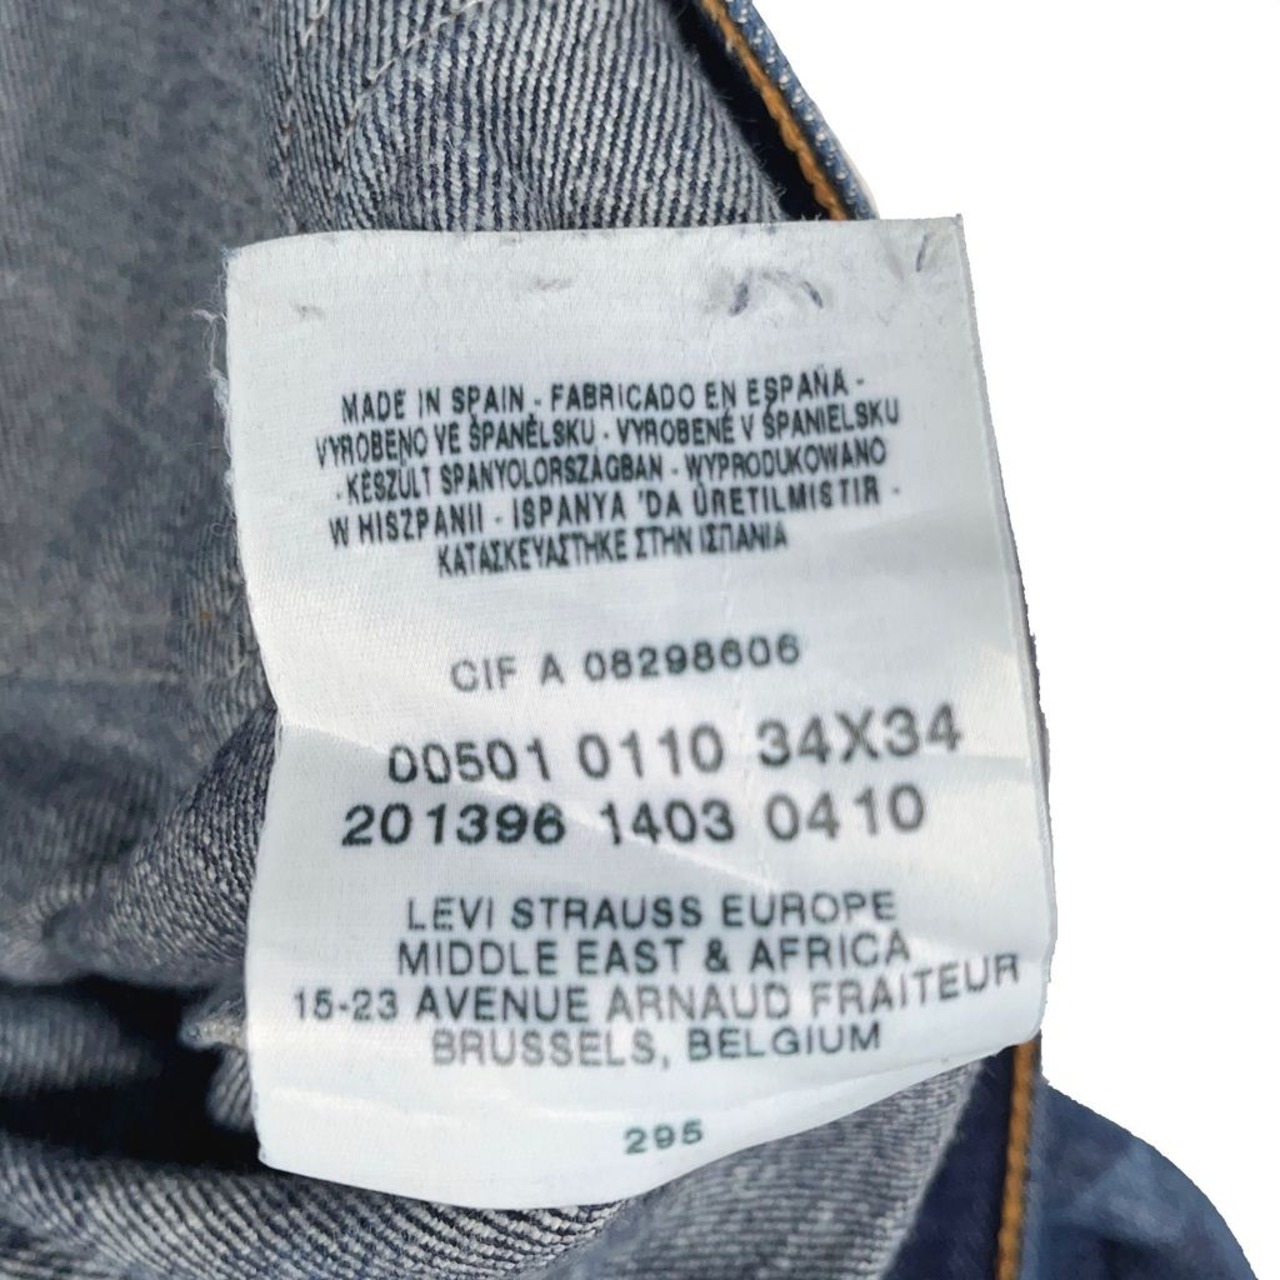 MADE IN SPAIN - FABRICADO EN ESPAÑA -
VYROBENO VE ŠPANĚLSKU - VYROBENÉ V ŠPANIELSKU
- KÉSZÜLT SPANYOLORSZÁGBAN - WYPRODUKOWANO
W HISZPANII - ISPANYA 'DA ÜRETILMISTIR -
ΚΑΤΑΣΚΕΥΑΣΤΗΚΕ ΣΤΗΝ ΙΣΠΑΝΙΑ
CIF A 08298606
00501 0110 34X34
201396 1403 0410
LEVI STRAUSS EUROPE
MIDDLE EAST & AFRICA
15-23 AVENUE ARNAUD FRAITEUR
BRUSSELS, BELGIUM
295